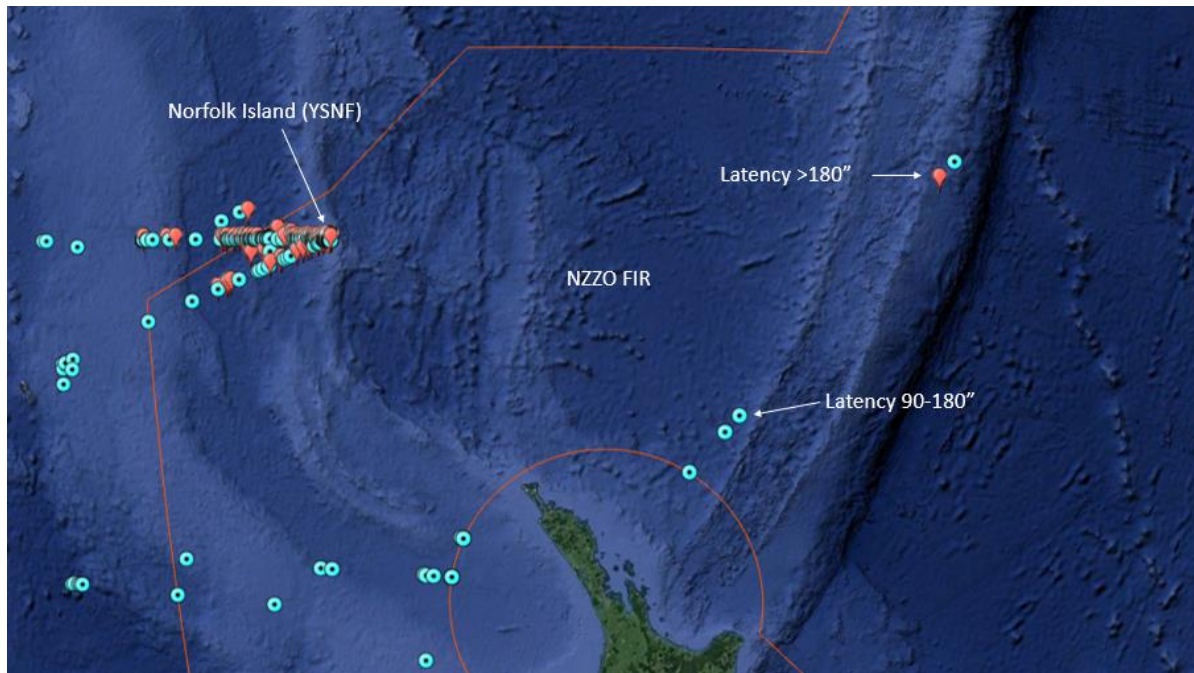 Norfolk Island (YSNF)
Latency >180”
NZZO FIR
Latency 90-180”